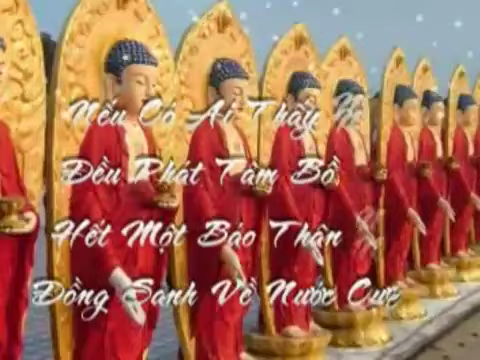 Nếu Có Ai Thấy
Đều Phát Tâm Bồ
Hết Một Báo Thân
Đồng Sanh Về Nước Cực